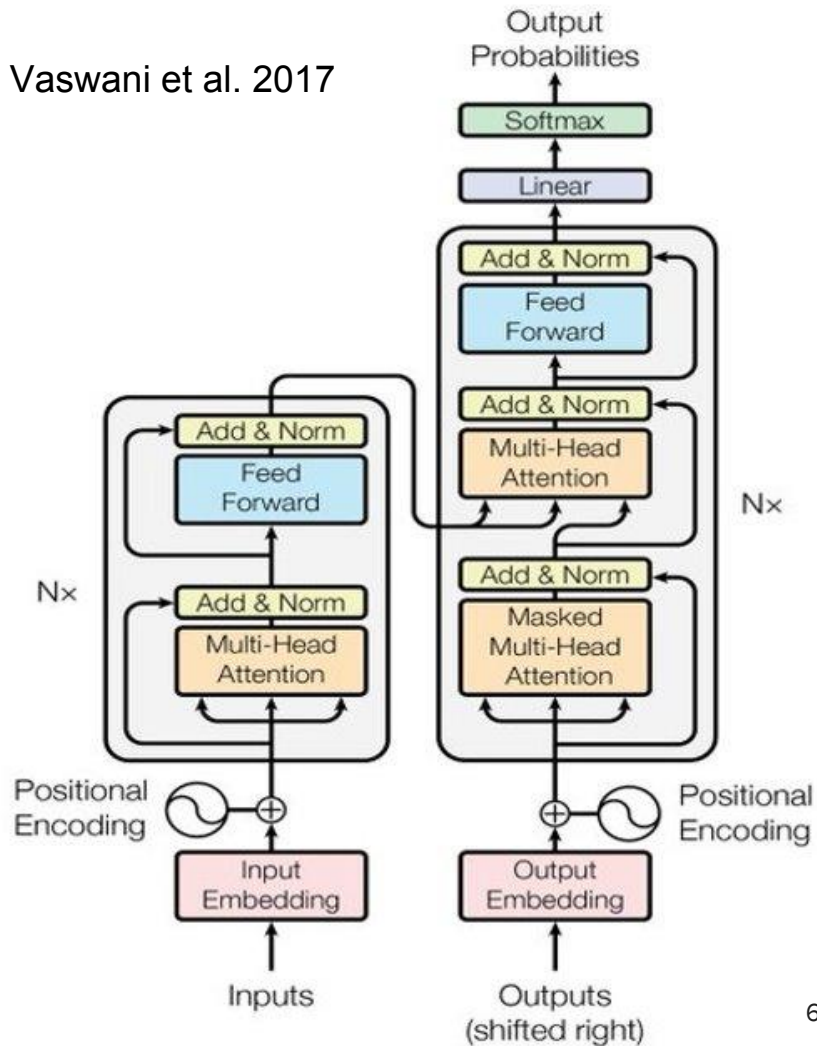 Vaswani et al. 2017
Output
Probabilities
Softmax
Linear
Add & Norm
Feed
Forward
Add & Norm
Multi-Head
Attention
Add & Norm
Masked
Multi-Head
Attention
Nx
Add & Norm
Feed
Forward
Add & Norm
Multi-Head
Attention
Nx
Positional
Encoding
Positional
Encoding
Input
Embedding
Output
Embedding
Inputs
Outputs
(shifted right)
6